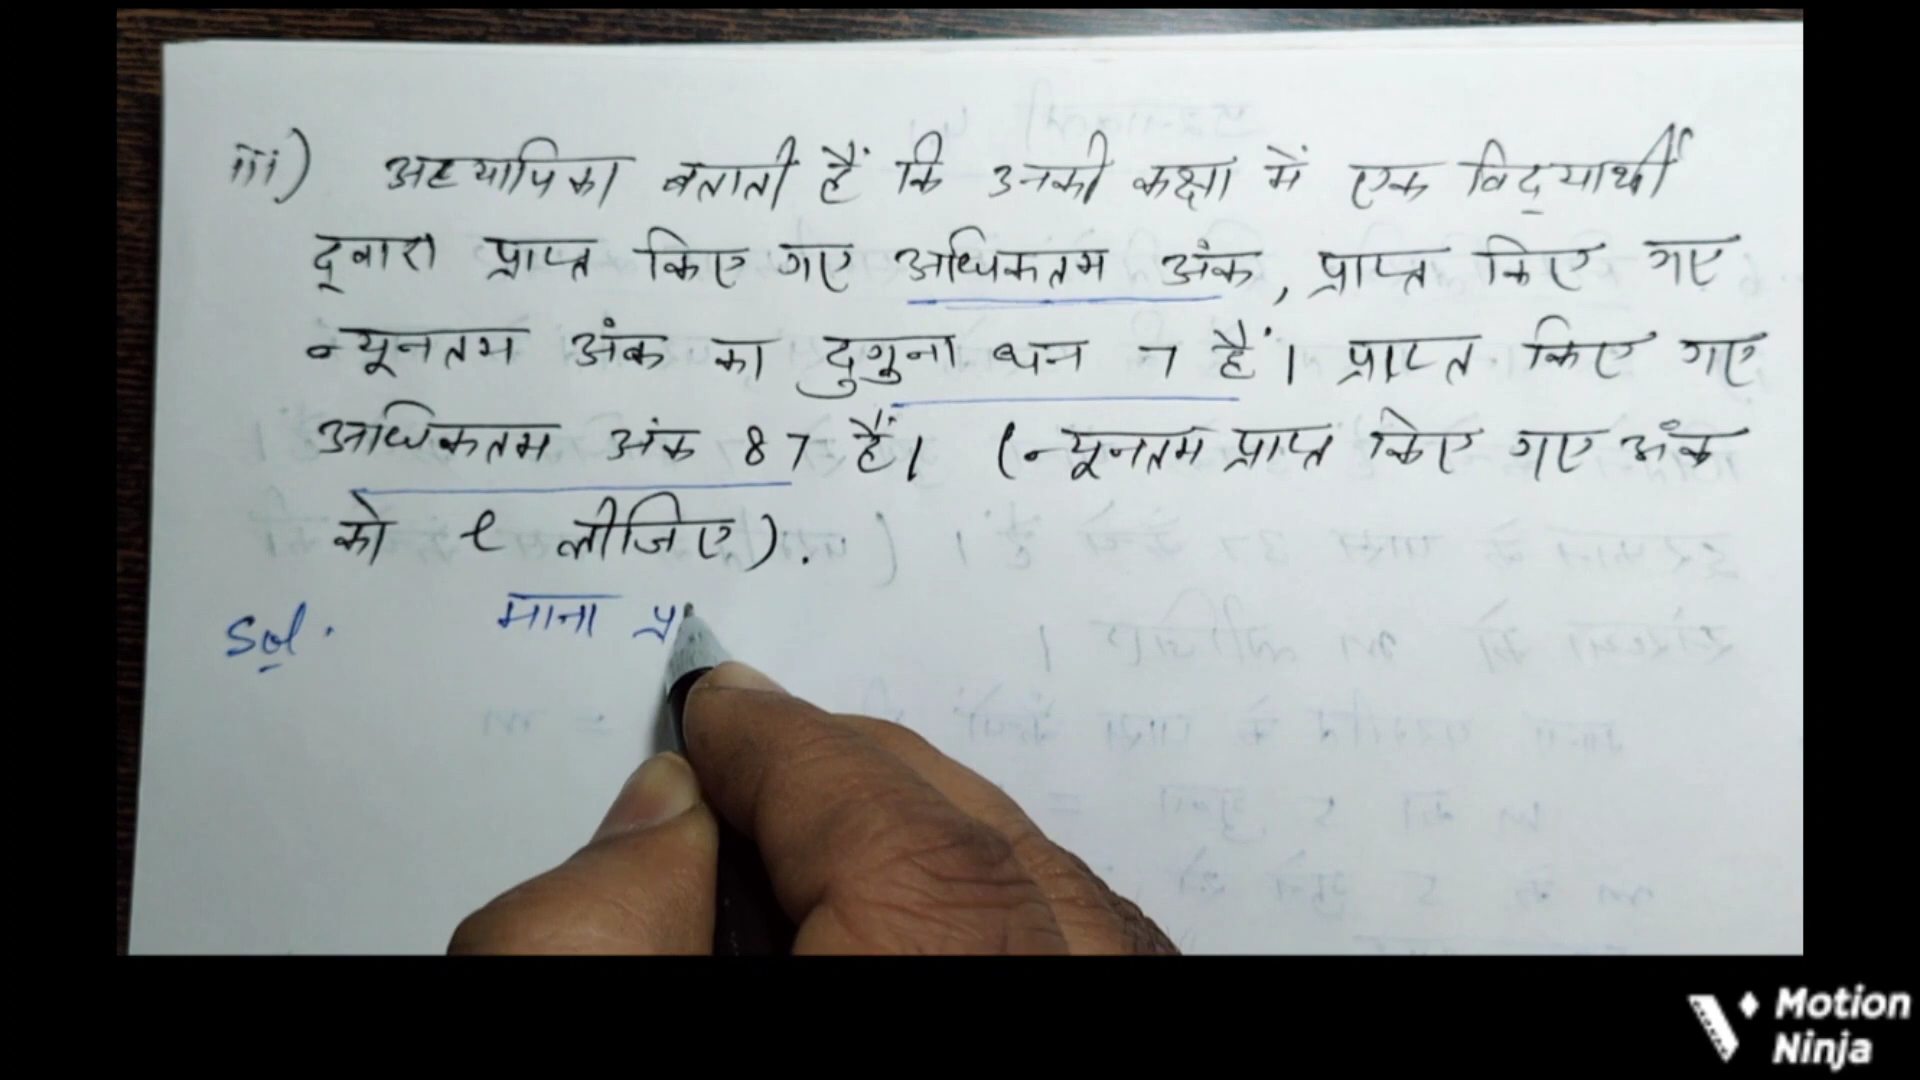 iii) अध्यापिका बताती हैं कि उनकी कक्षा में एक विद्यार्थी
द्वारा प्राप्त किए गए अधिकतम अंक, प्राप्त किए गए
न्यूनतम अंक का दुगुना धन 7 हैं। प्राप्त किए गए
अधिकतम अंक 87 हैं। (न्यूनतम प्राप्त किए गए अंक
को l लीजिए).
Sol. माना प्र
Motion
Ninja